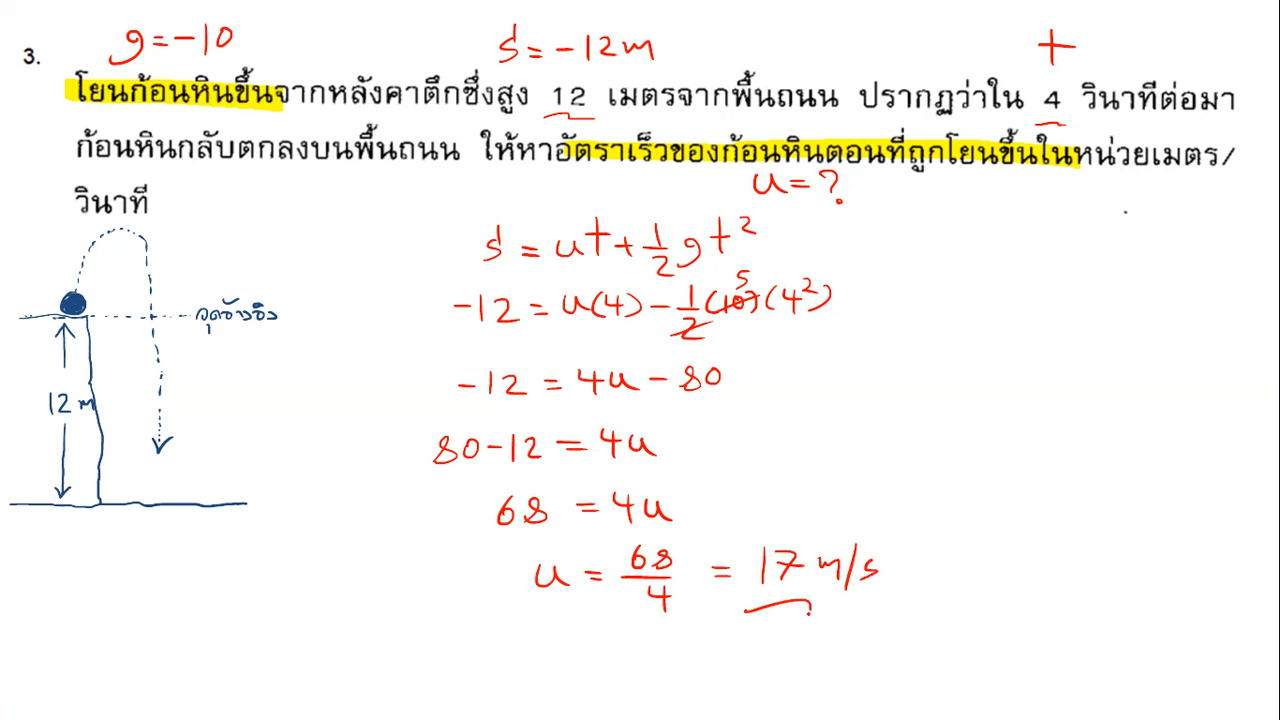 g = -10
s = -12 m
t
3.
โยนก้อนหินขึ้นจากหลังคาตึกซึ่งสูง 12 เมตรจากพื้นถนน ปรากฏว่าใน 4 วินาทีต่อมา
ก้อนหินกลับตกลงบนพื้นถนน ให้หาอัตราเร็วของก้อนหินตอนที่ถูกโยนขึ้นในหน่วยเมตร/
วินาที
u = ?
s = ut + 1/2 gt²
5
-12 = u(4) - 1/2 (10) (4²)
จุดอ้างอิง
-12 = 4u - 80
12 m
80 - 12 = 4u
68 = 4u
u = 68/4 = 17 m/s